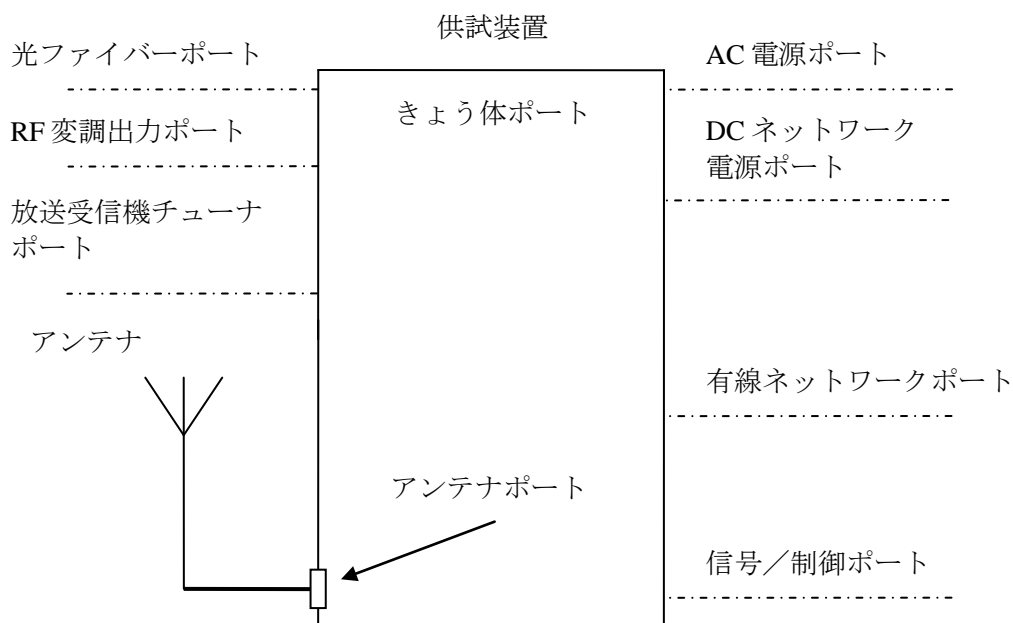 供試装置
光ファイバーポート
RF 変調出力ポート
放送受信機チューナ
ポート
アンテナ
きょう体ポート
アンテナポート
AC 電源ポート
DC ネットワーク
電源ポート
有線ネットワークポート
信号／制御ポート